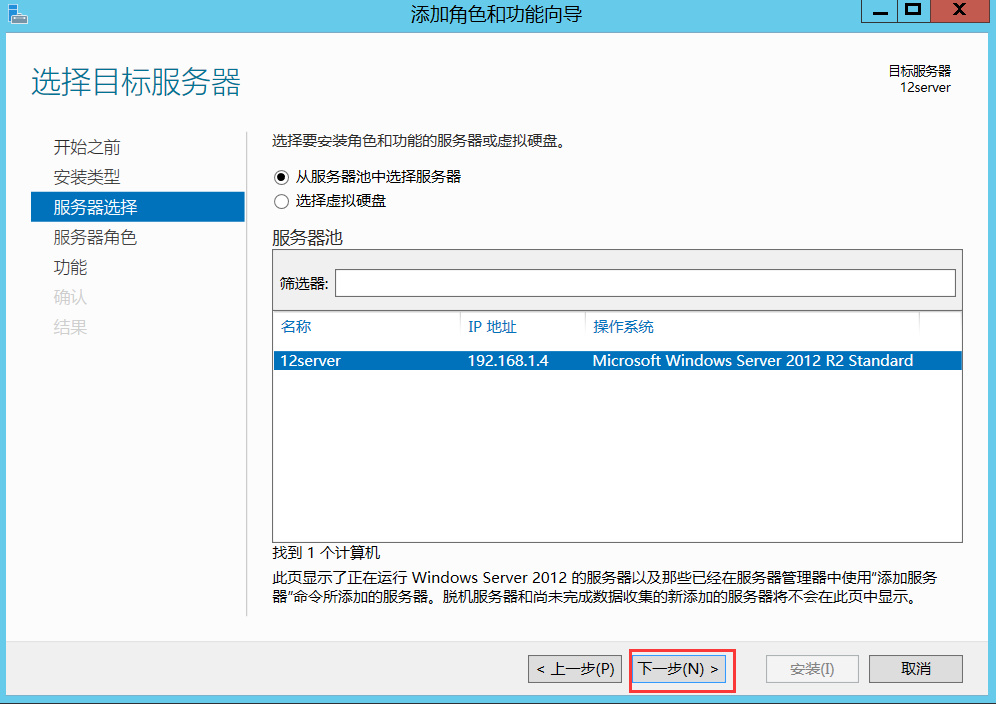 添加角色和功能向导
X
选择目标服务器
目标服务器
12server
开始之前
安装类型
服务器选择
服务器角色
功能
确认
结果
选择要安装角色和功能的服务器或虚拟硬盘。
从服务器池中选择服务器
选择虚拟硬盘
服务器池
筛选器:
名称 IP 地址 操作系统
12server 192.168.1.4 Microsoft Windows Server 2012 R2 Standard
找到 1 个计算机
此页显示了正在运行 Windows Server 2012 的服务器以及那些已经在服务器管理器中使用"添加服务
器"命令所添加的服务器。脱机服务器和尚未完成数据收集的新添加的服务器将不会在此页中显示。
< 上一步(P) 下一步(N) > 安装(I) 取消